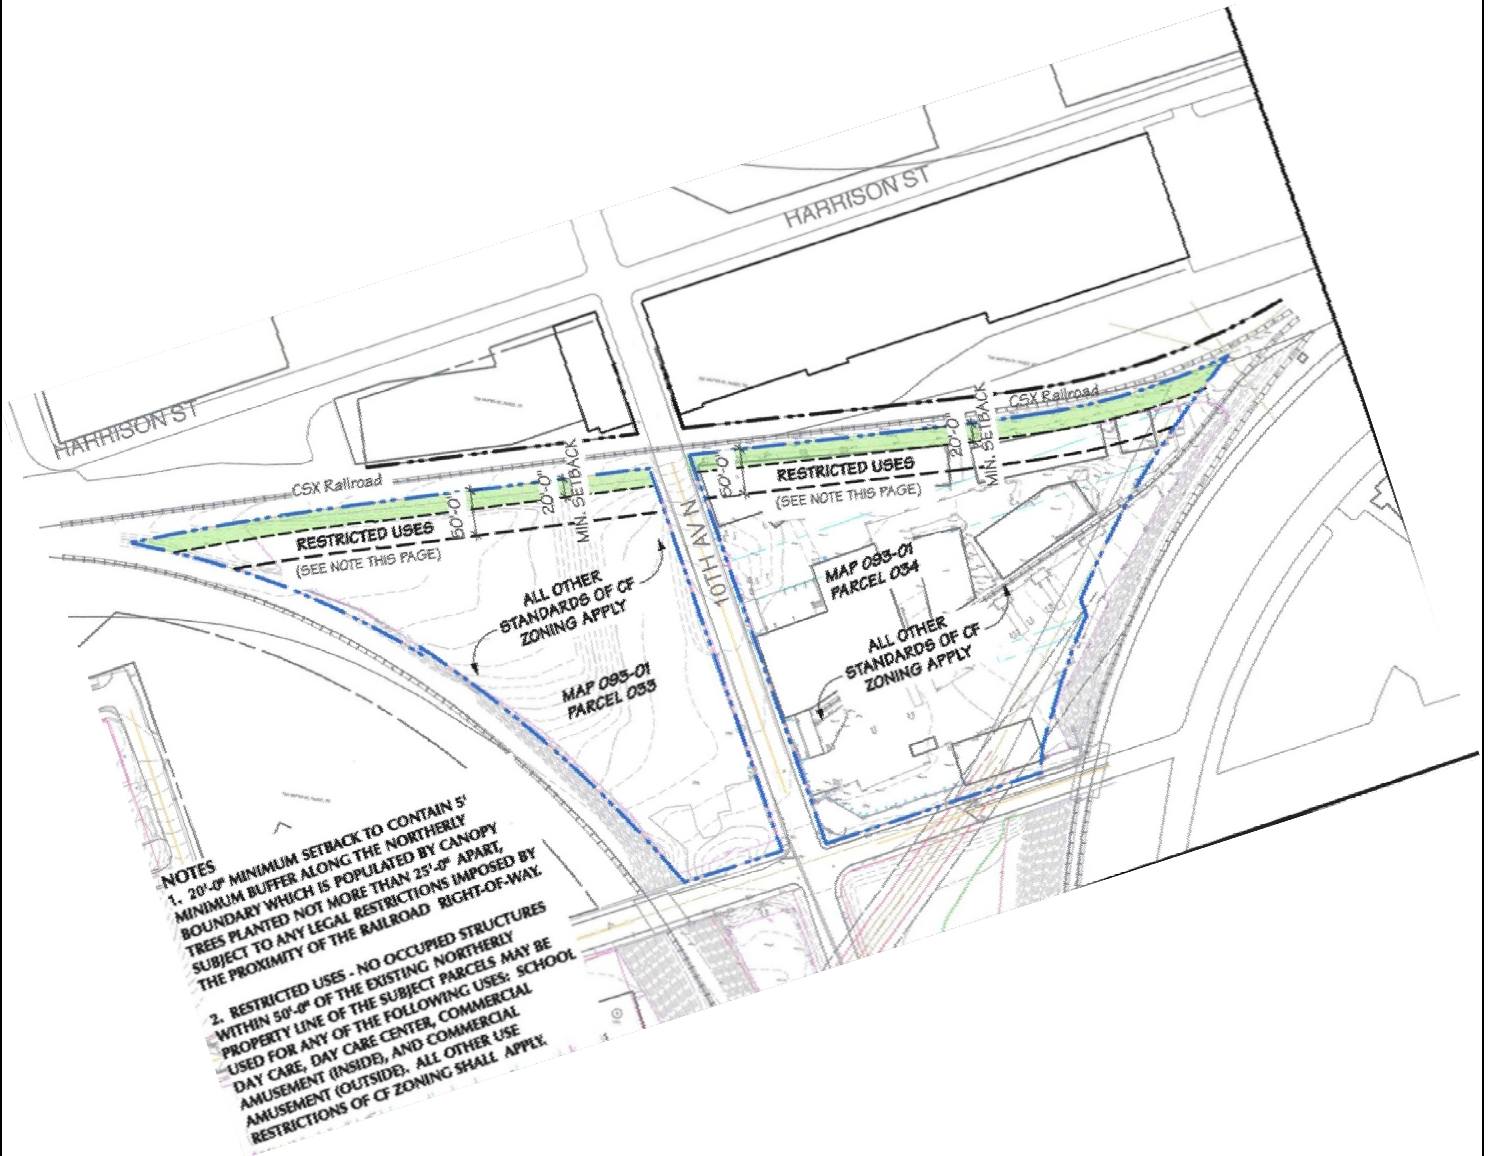 HARRISON ST
HARRISON ST
CSX Railroad
CSX Railroad
20'-0"
MIN. SETBACK
20'-0"
MIN. SETBACK
50'-0"
50'-0"
RESTRICTED USES
(SEE NOTE THIS PAGE)
RESTRICTED USES
(SEE NOTE THIS PAGE)
10TH AV N
ALL OTHER
STANDARDS OF CF
ZONING APPLY
MAP 093-01
PARCEL 033
MAP 093-01
PARCEL 034
ALL OTHER
STANDARDS OF CF
ZONING APPLY
NOTES
1. 20'-0" MINIMUM SETBACK TO CONTAIN 5'
MINIMUM BUFFER ALONG THE NORTHERLY
BOUNDARY WHICH IS POPULATED BY CANOPY
TREES PLANTED NOT MORE THAN 25'-0" APART,
SUBJECT TO ANY LEGAL RESTRICTIONS IMPOSED BY
THE PROXIMITY OF THE RAILROAD RIGHT-OF-WAY.
2. RESTRICTED USES - NO OCCUPIED STRUCTURES
WITHIN 50'-0" OF THE EXISTING NORTHERLY
PROPERTY LINE OF THE SUBJECT PARCELS MAY BE
USED FOR ANY OF THE FOLLOWING USES: SCHOOL
DAY CARE, DAY CARE CENTER, COMMERCIAL
AMUSEMENT (INSIDE), AND COMMERCIAL
AMUSEMENT (OUTSIDE). ALL OTHER USE
RESTRICTIONS OF CF ZONING SHALL APPLY.